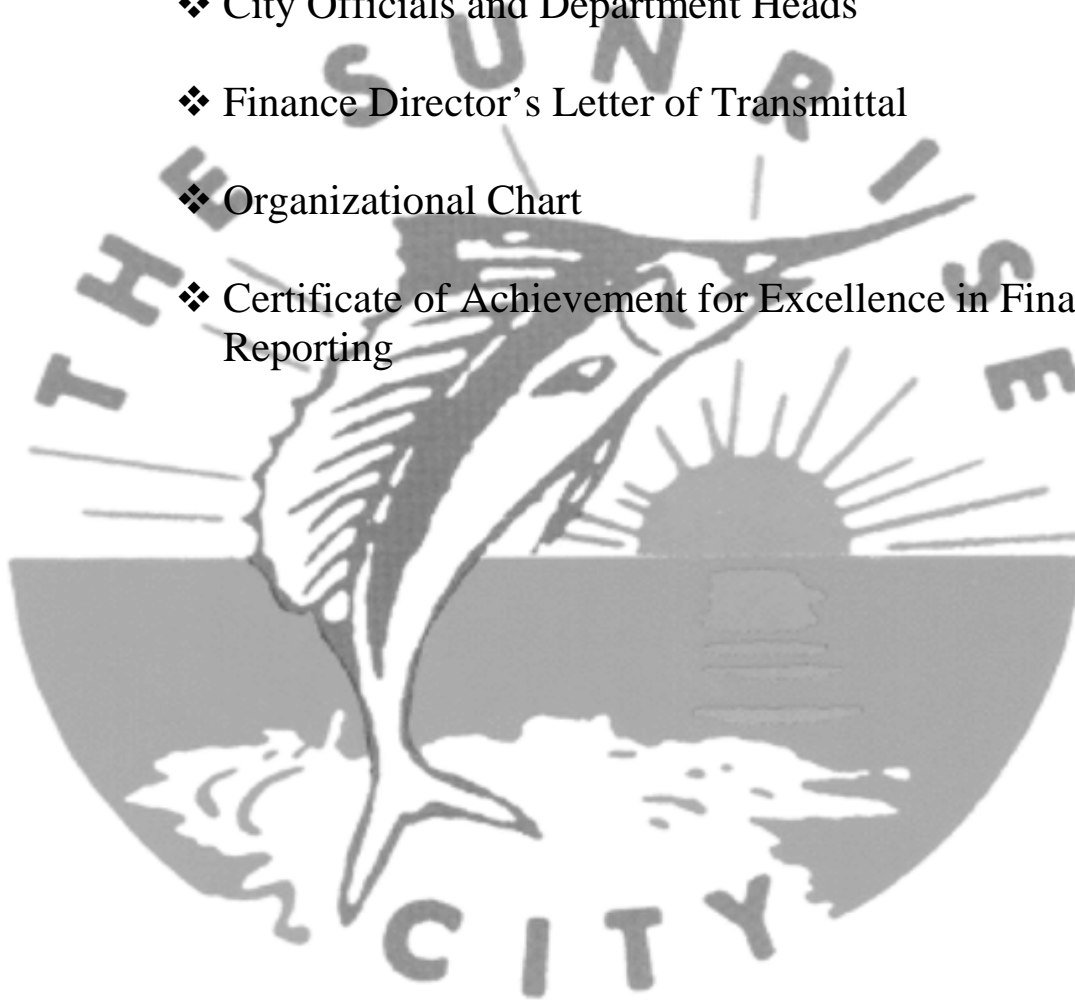 ❖ City Officials and Department Heads
❖ Finance Director’s Letter of Transmittal
❖ Organizational Chart
❖ Certificate of Achievement for Excellence in Fina
Reporting
THE SUNRISE
CITY